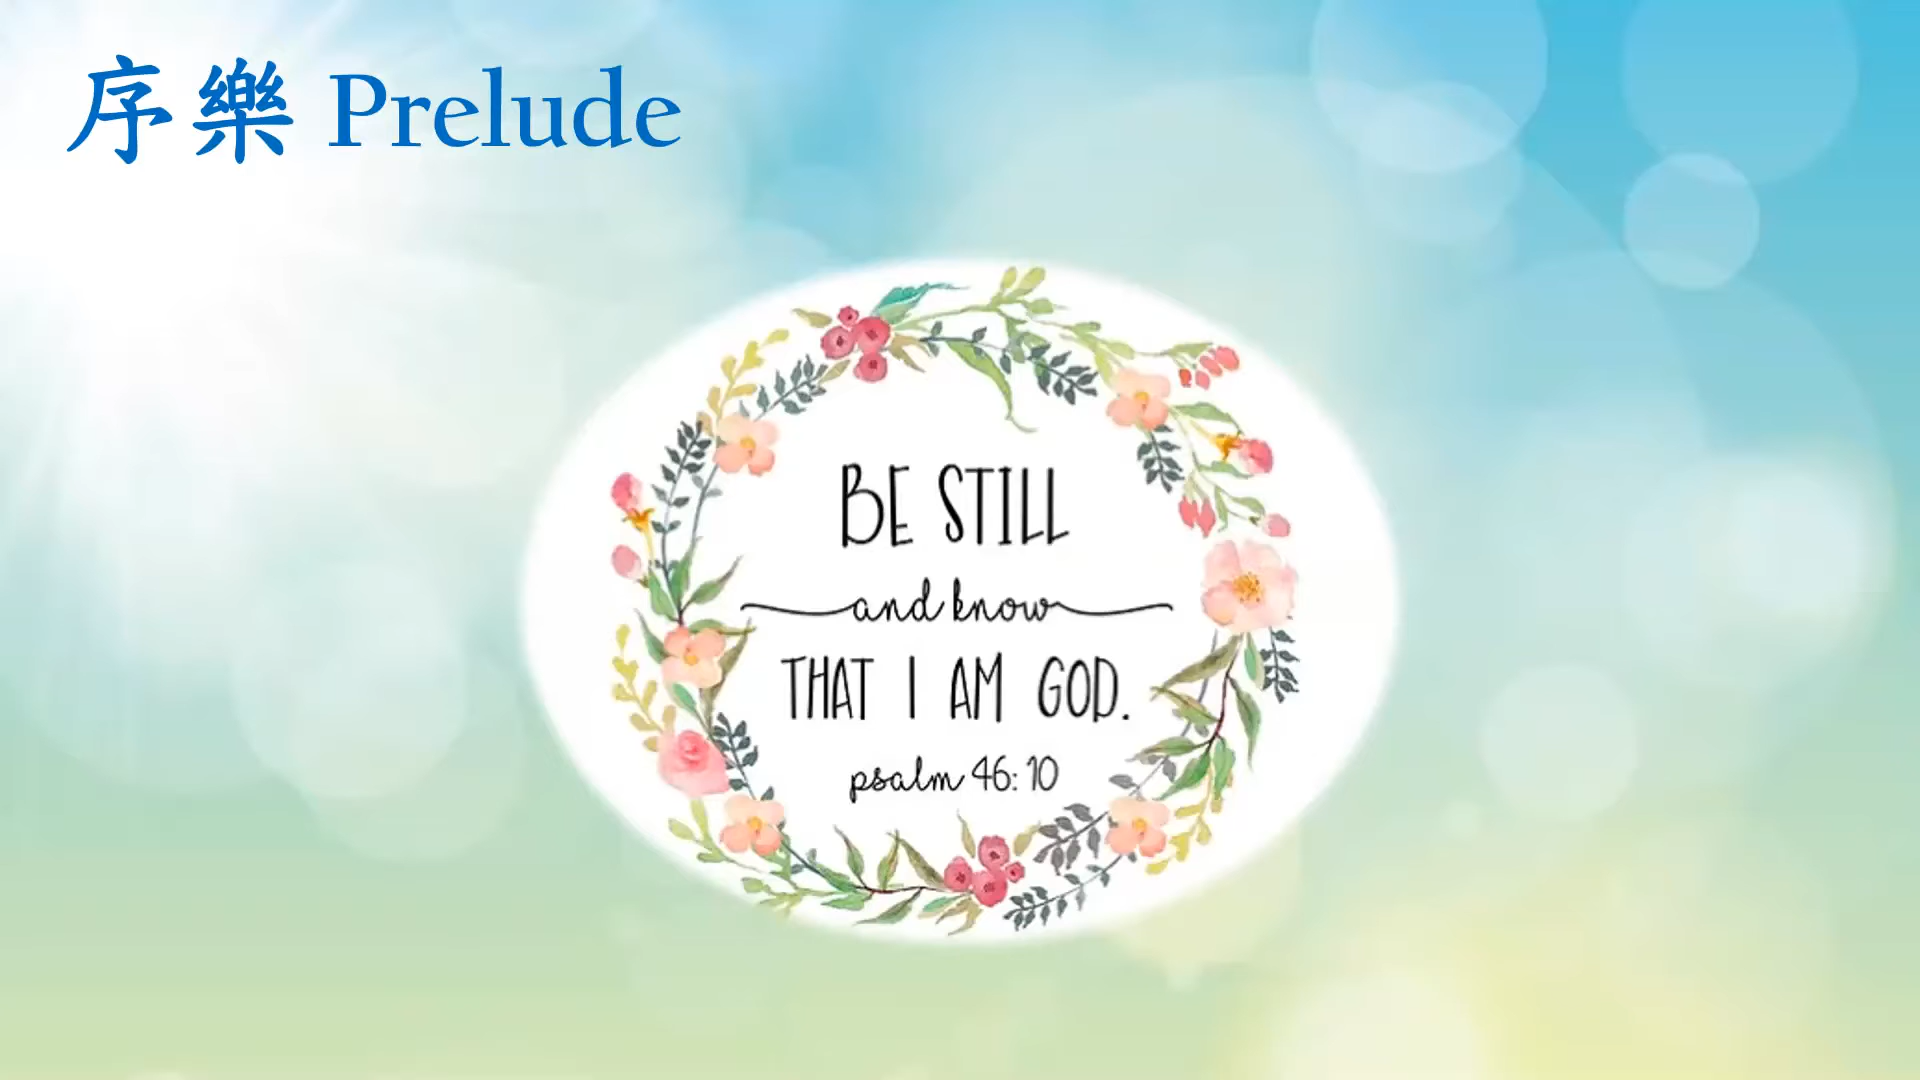 序樂 Prelude
BE STILL
and know
THAT I AM GOD.
psalm 46:10